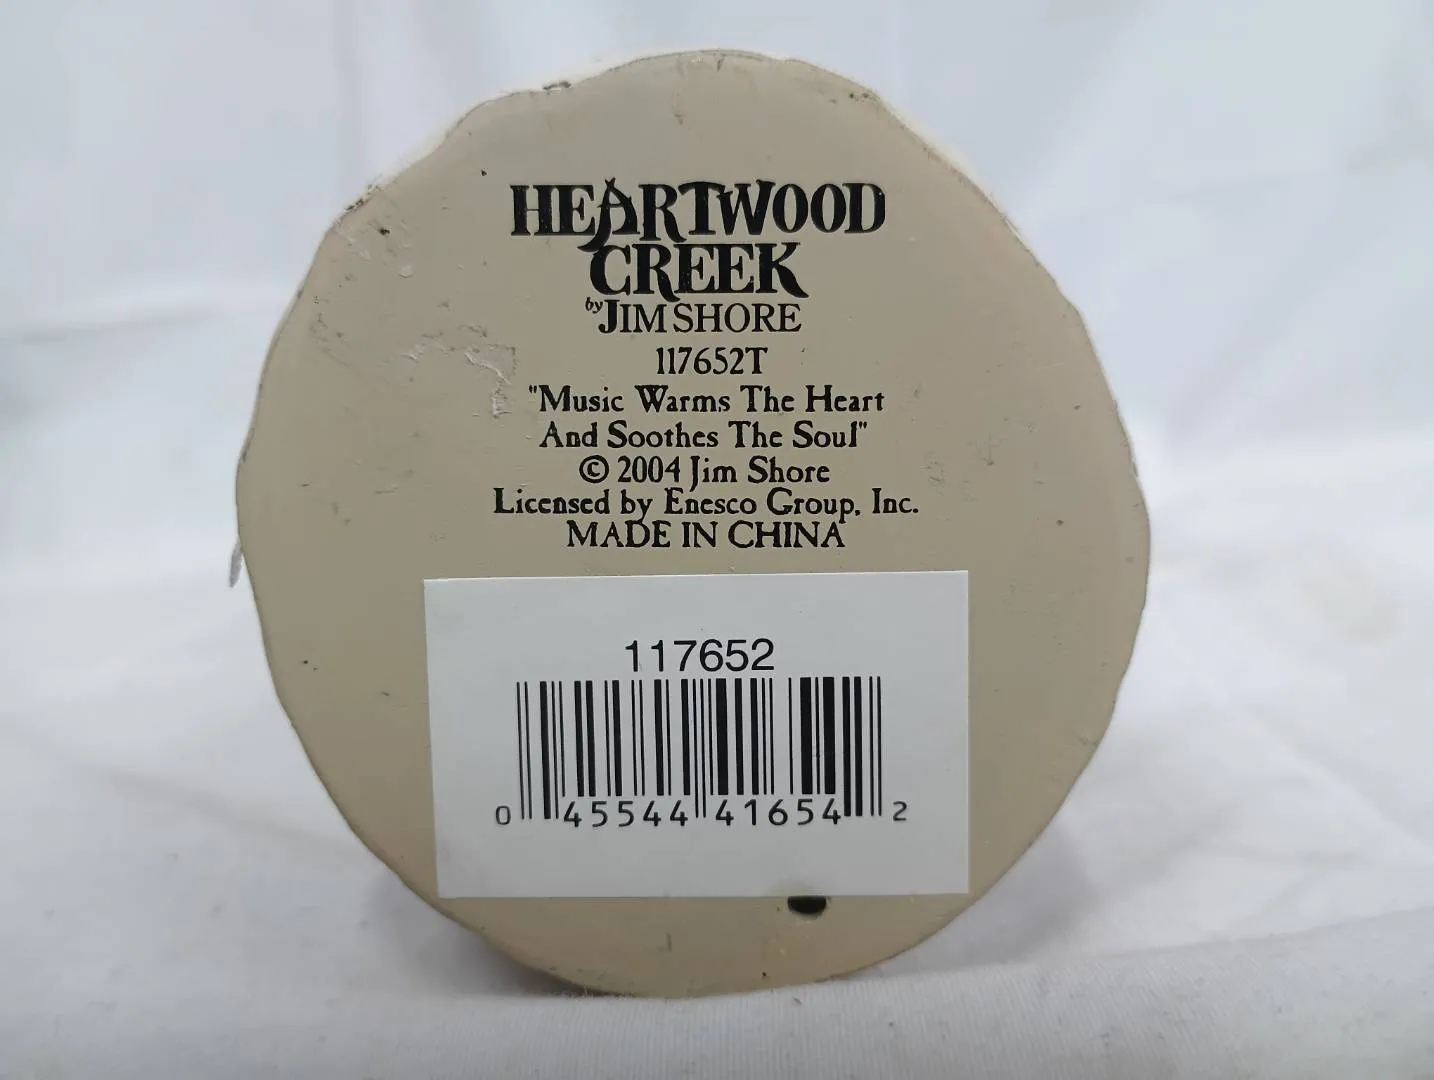 HEARTWOOD
CREEK
by JIM SHORE
117652T
"Music Warms The Heart
And Soothes The Soul"
© 2004 Jim Shore
Licensed by Enesco Group, Inc.
MADE IN CHINA
117652
0 45544 41654 2